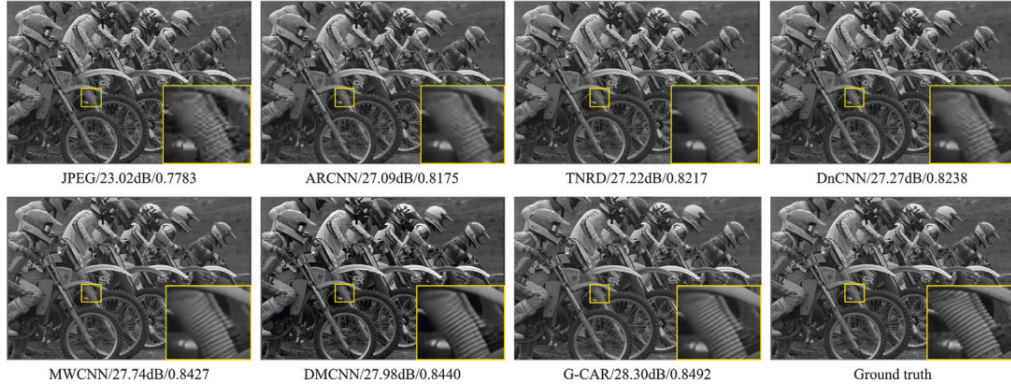 JPEG/23.02dB/0.7783
ARCNN/27.09dB/0.8175
TNRD/27.22dB/0.8217
DnCNN/27.27dB/0.8238
MWCNN/27.74dB/0.8427
DMCNN/27.98dB/0.8440
G-CAR/28.30dB/0.8492
Ground truth